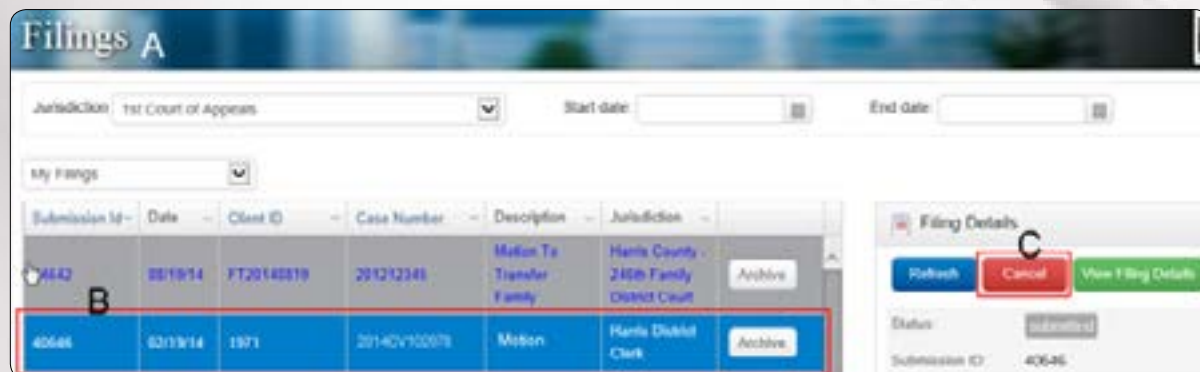 Filings A
Jurisdiction 1st Court of Appeals Start date End date
My Filings
Submission Id Date Client ID Case Number Description Jurisdiction
Filing Details
C
Motion To Harris County -
08/19/14 FT20140819 201212345 Transfer 246th Family Archive
Family District Court
Refresh Cancel View Filing Details
B
40646 02/19/14 1971 Motion Harris District Archive
Clerk
Status submitted
Submission ID 40646